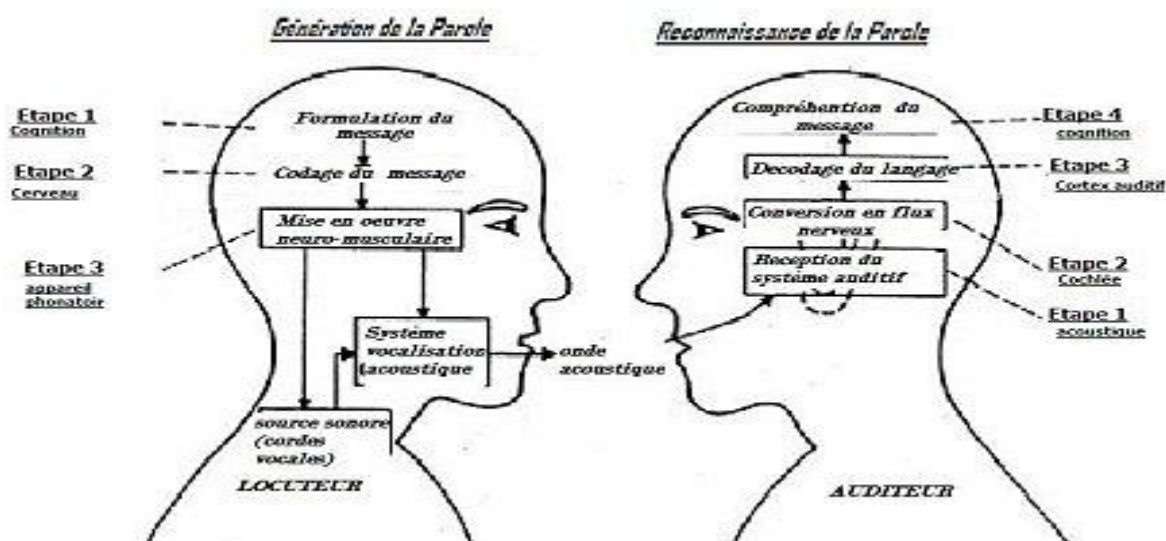 Génération de la Parole
Reconnaissance de la Parole
Etape 1
Cognition
Formulation du
message
Etape 2
Cerveau
Codage du message
Mise en oeuvre
neuro-musculaire
Etape 3
appareil
phonatoir
Système
vocalisation
acoustique
onde
acoustique
source sonore
(cordes
vocales)
LOCUTEUR
Compréhention du
message
Etape 4
cognition
Decodage du langage
Etape 3
Cortex auditif
Conversion en flux
nerveux
Etape 2
Cochlée
Reception du
système auditif
Etape 1
acoustique
AUDITEUR